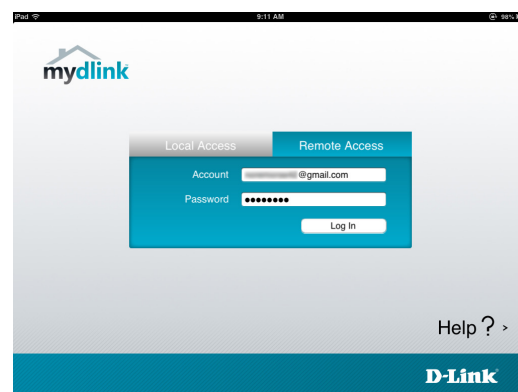 iPad 9:11 AM 98%
mydlink
Local Access Remote Access
Account @gmail.com
Password ••••••••
Log In
Help ? >
D-Link